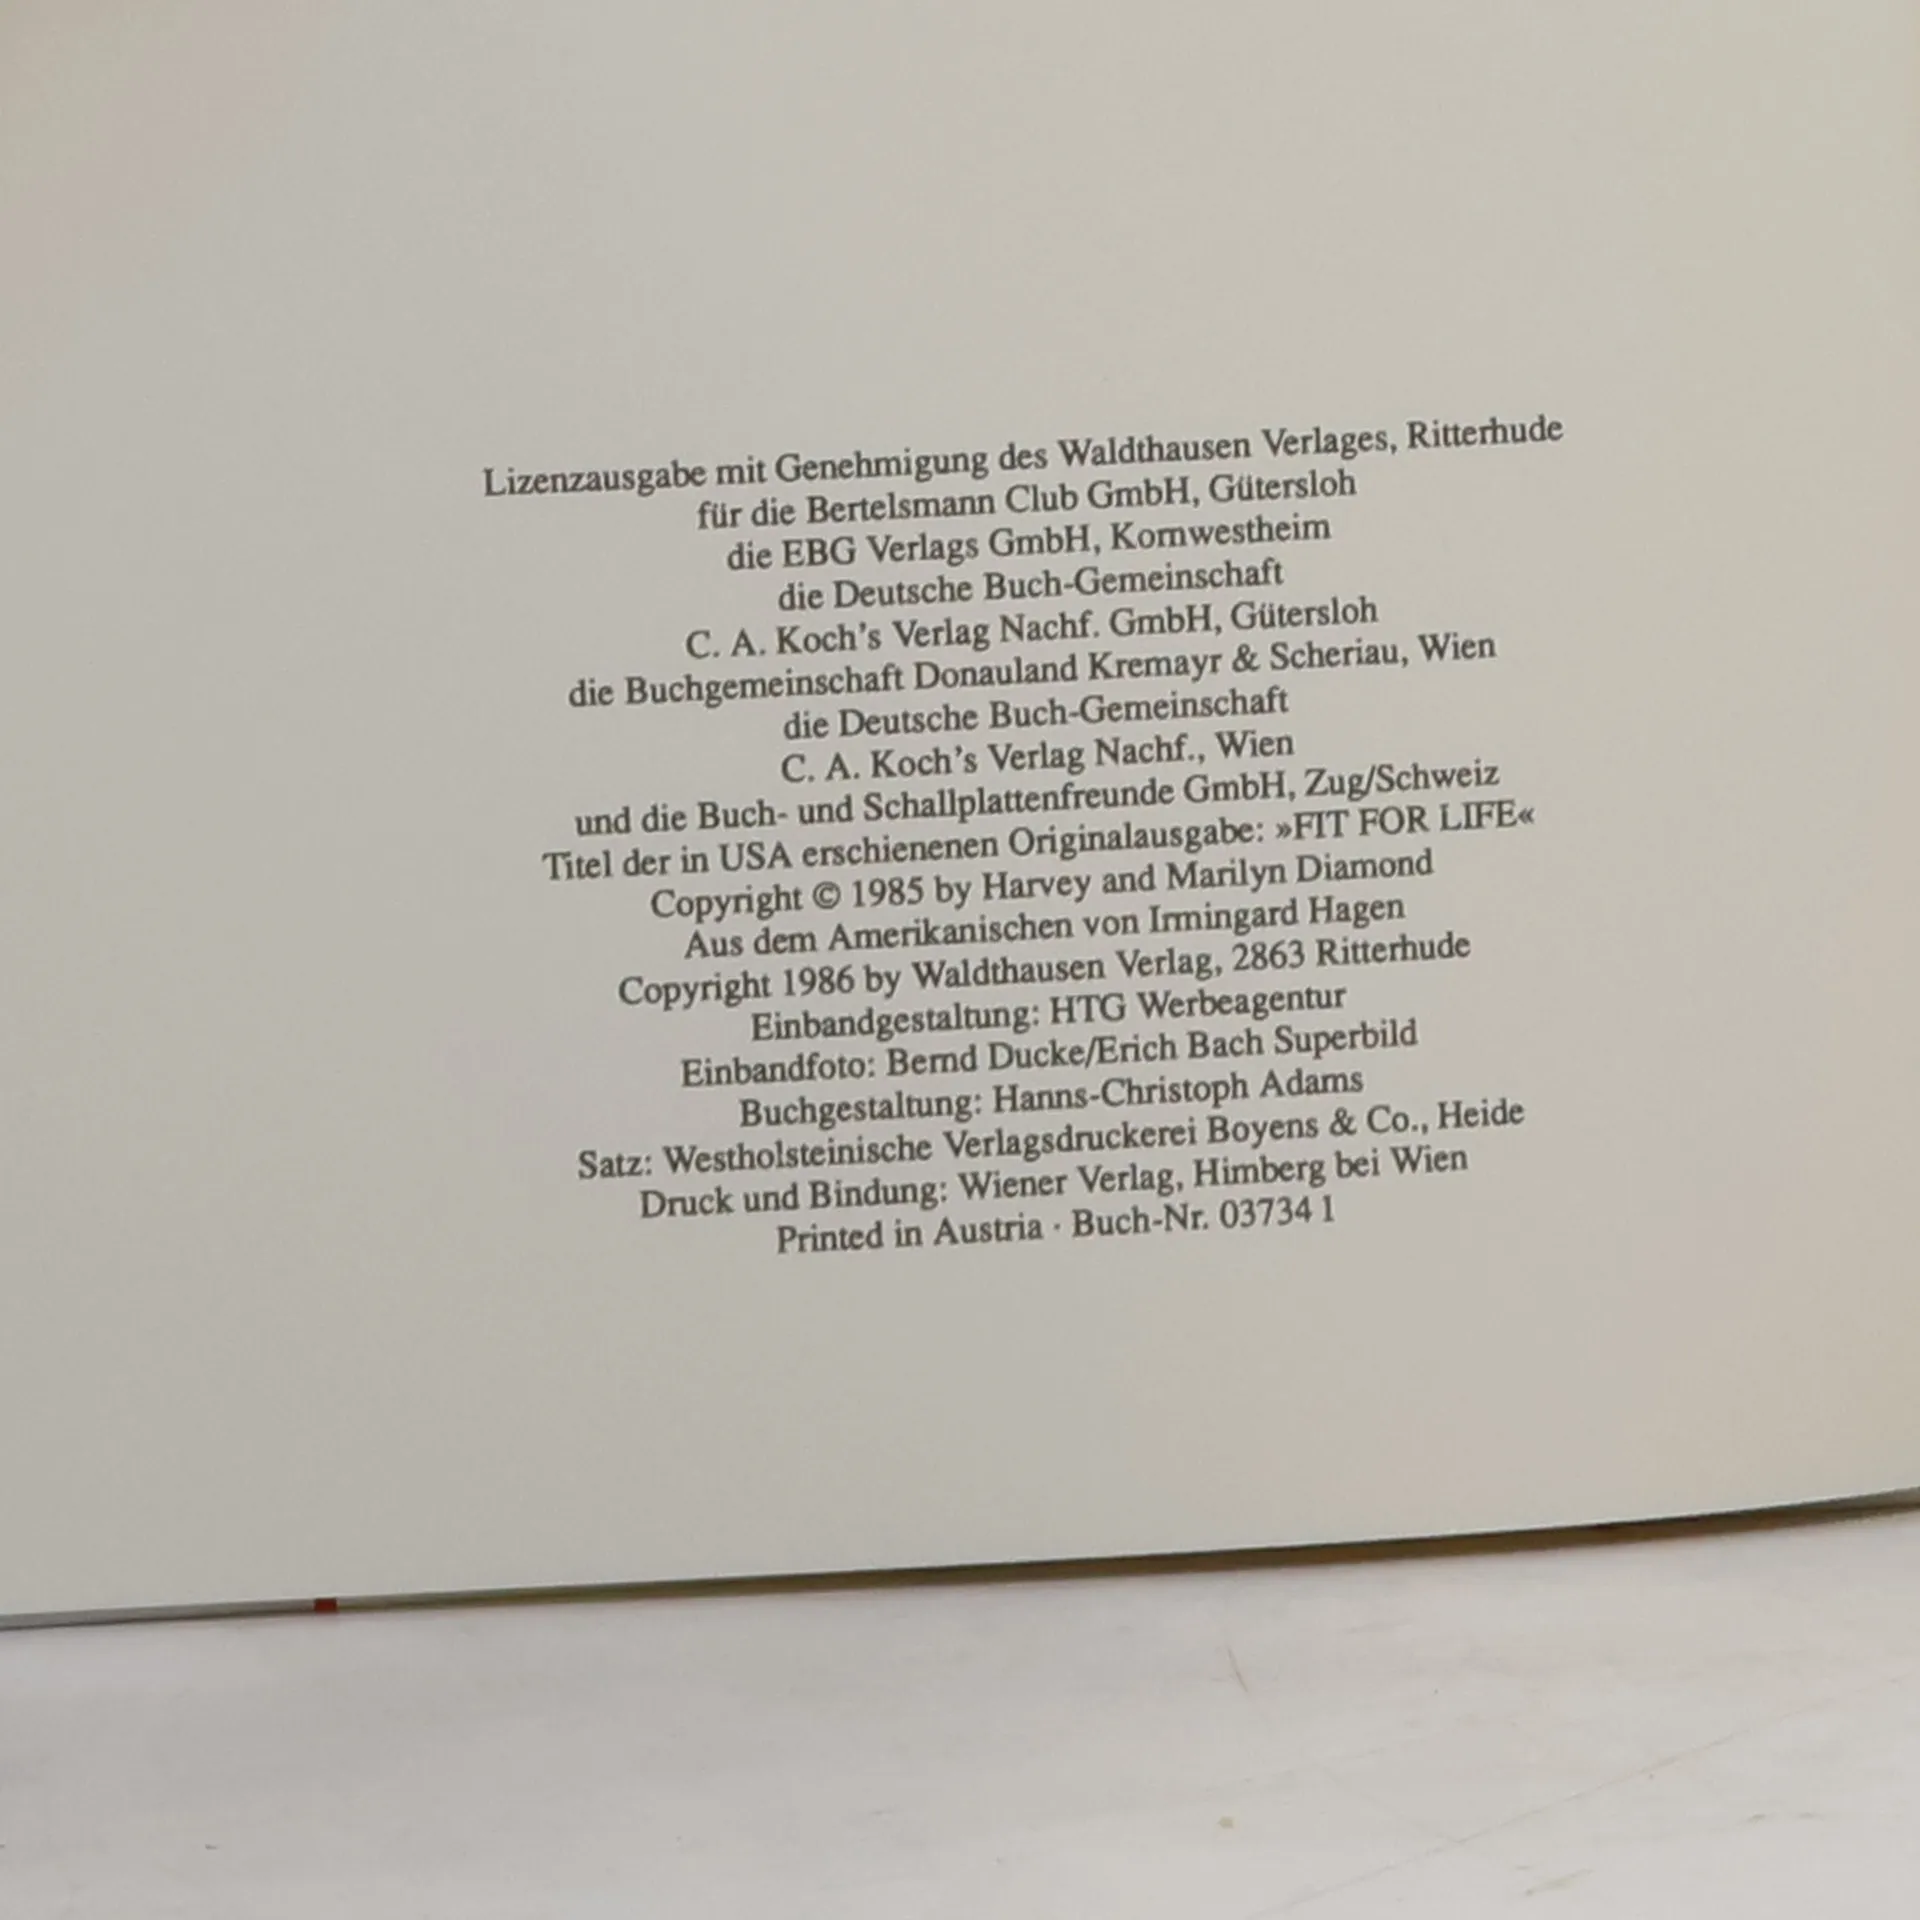 Lizenzausgabe mit Genehmigung des Waldthausen Verlages, Ritterhude
für die Bertelsmann Club GmbH, Gütersloh
die EBG Verlags GmbH, Kornwestheim
die Deutsche Buch-Gemeinschaft
C. A. Koch's Verlag Nachf. GmbH, Gütersloh
die Buchgemeinschaft Donauland Kremayr & Scheriau, Wien
die Deutsche Buch-Gemeinschaft
C. A. Koch's Verlag Nachf., Wien
und die Buch- und Schallplattenfreunde GmbH, Zug/Schweiz
Titel der in USA erschienenen Originalausgabe: »FIT FOR LIFE«
Copyright © 1985 by Harvey and Marilyn Diamond
Aus dem Amerikanischen von Irmingard Hagen
Copyright 1986 by Waldthausen Verlag, 2863 Ritterhude
Einbandgestaltung: HTG Werbeagentur
Einbandfoto: Bernd Ducke/Erich Bach Superbild
Buchgestaltung: Hanns-Christoph Adams
Satz: Westholsteinische Verlagsdruckerei Boyens & Co., Heide
Druck und Bindung: Wiener Verlag, Himberg bei Wien
Printed in Austria · Buch-Nr. 03734 1